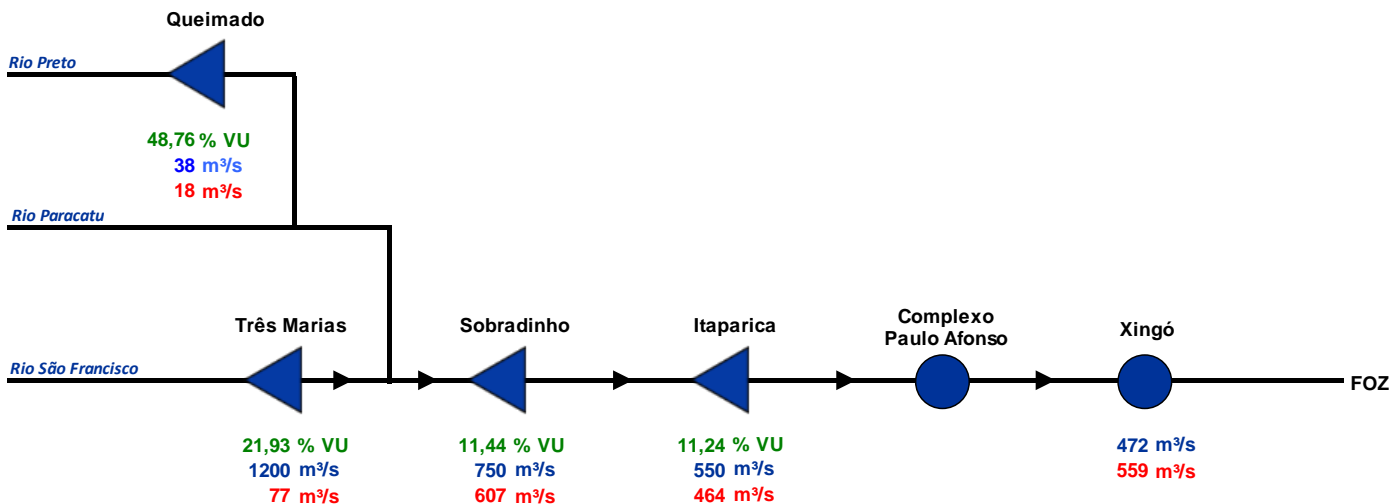 Queimado
Rio Preto
48,76 % VU
38 m³/s
18 m³/s
Rio Paracatu
Três Marias
Sobradinho
Itaparica
Complexo
Paulo Afonso
Xingó
Rio São Francisco
FOZ
21,93 % VU
1200 m³/s
77 m³/s
11,44 % VU
750 m³/s
607 m³/s
11,24 % VU
550 m³/s
464 m³/s
472 m³/s
559 m³/s